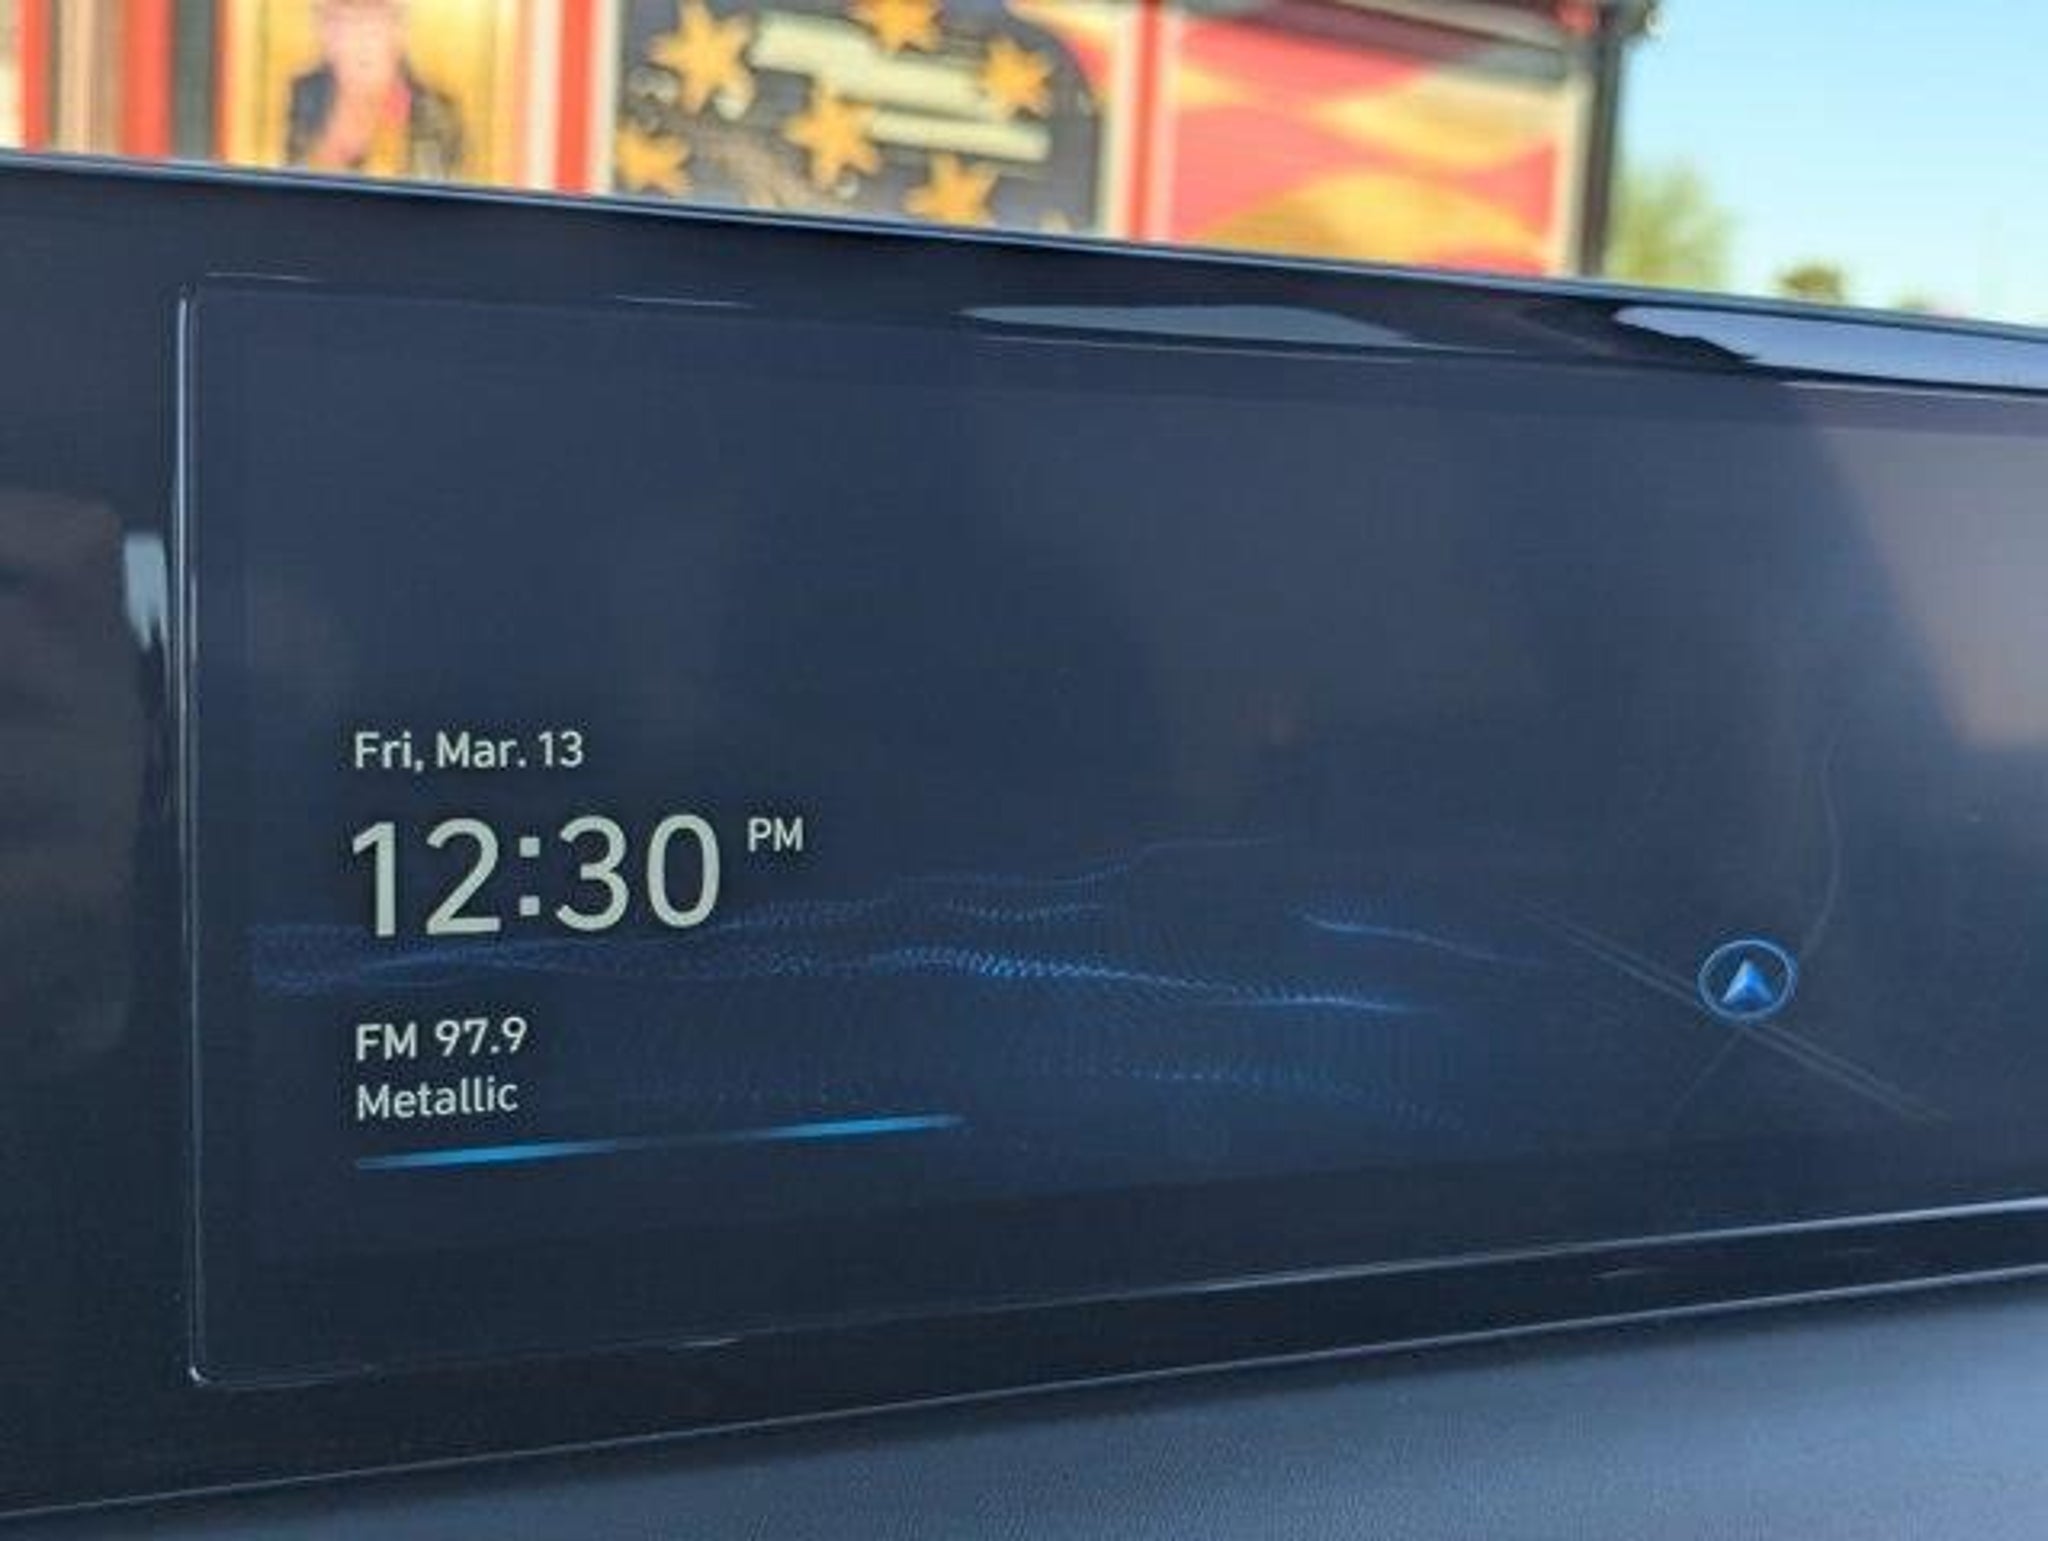 Fri, Mar. 13
12:30 PM
FM 97.9
Metallic